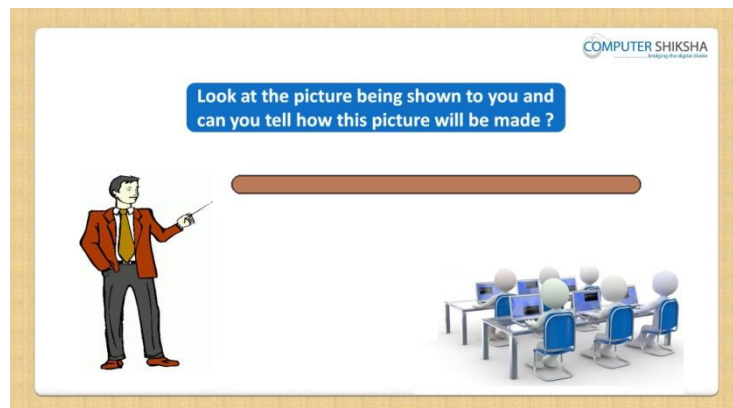 COMPUTER SHIKSHA
bridging the digital divide
Look at the picture being shown to you and
can you tell how this picture will be made ?